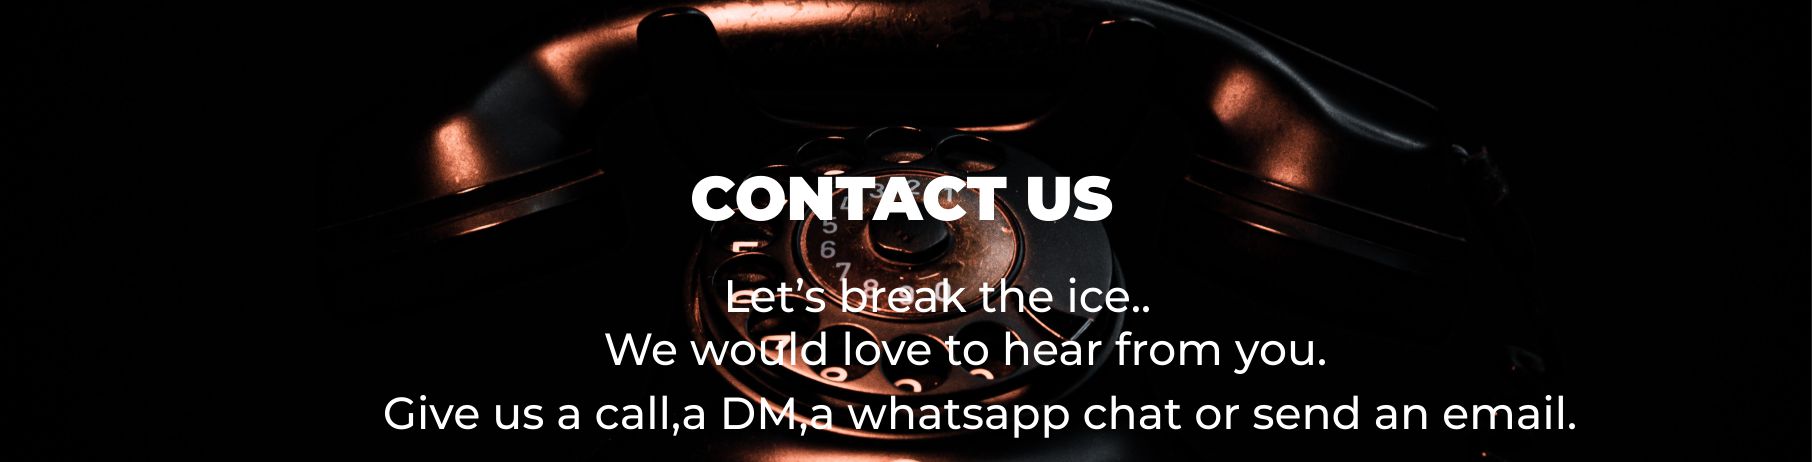 CONTACT US
Let’s break the ice..
We would love to hear from you.
Give us a call,a DM,a whatsapp chat or send an email.